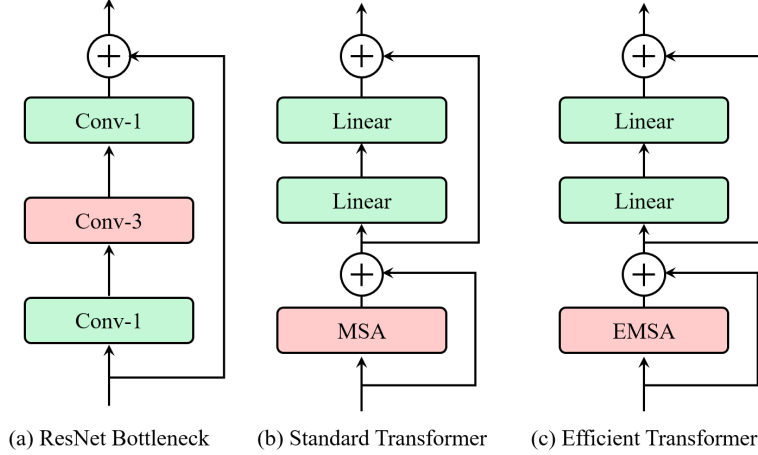 Conv-1
Conv-3
Conv-1
(a) ResNet Bottleneck
Linear
Linear
MSA
(b) Standard Transformer
Linear
Linear
EMSA
(c) Efficient Transformer